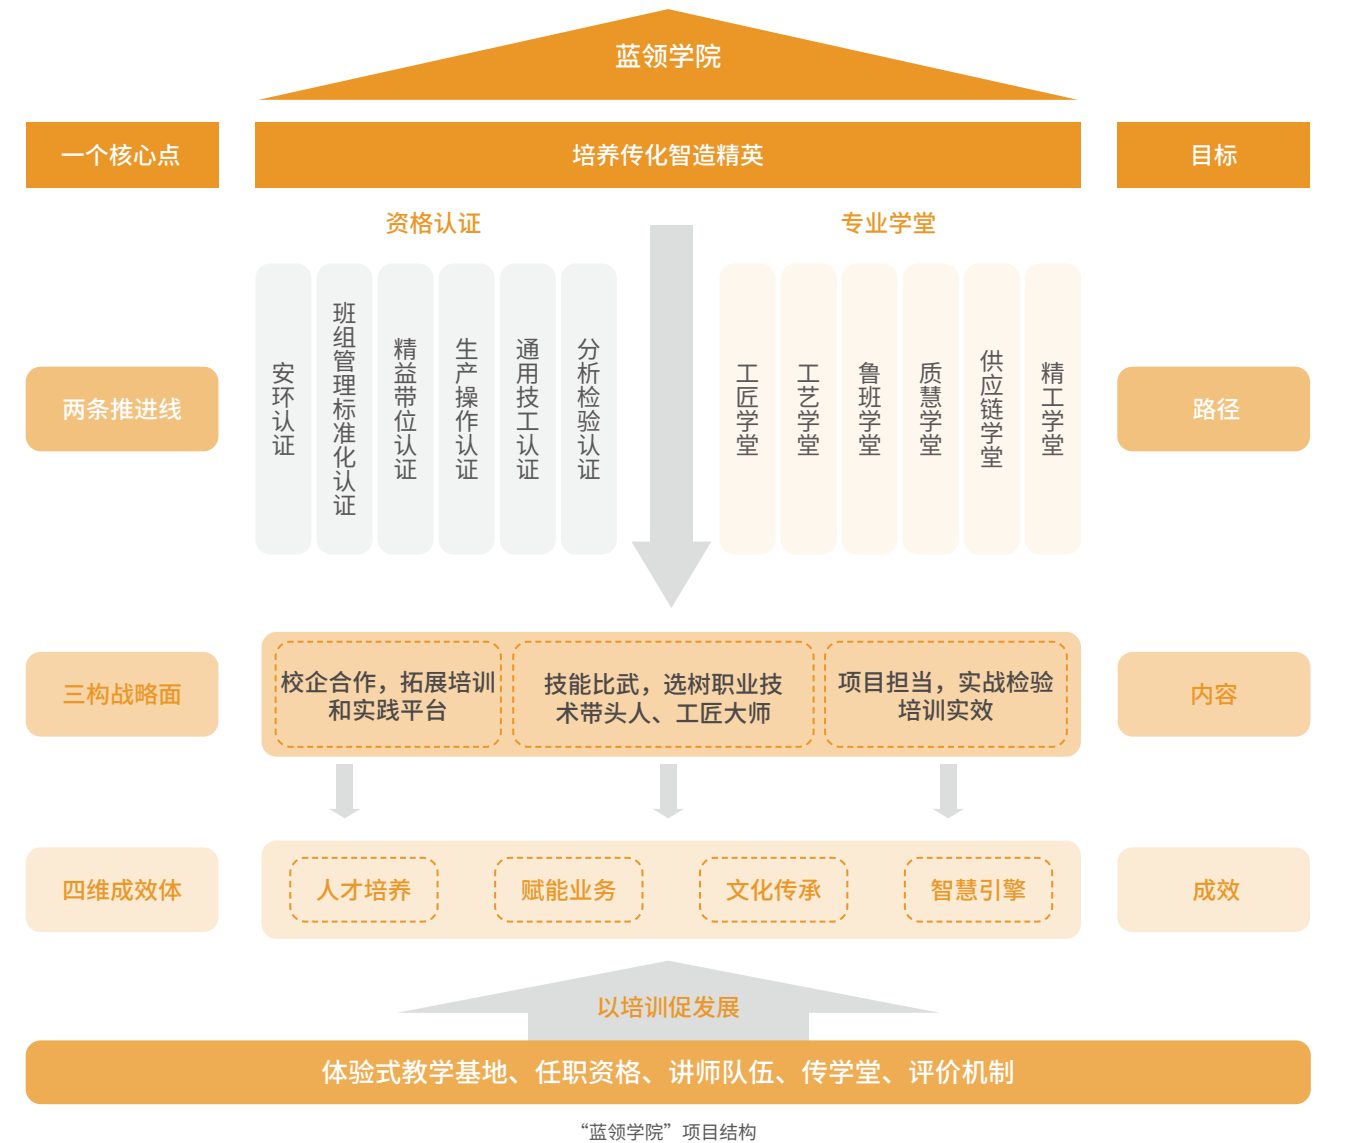 蓝领学院
一个核心点
培养传化智造精英
目标
资格认证
专业学堂
两条推进线
安环认证
班组管理标准化认证
精益带位认证
生产操作认证
通用技工认证
分析检验认证
工匠学堂
工艺学堂
鲁班学堂
质慧学堂
供应链学堂
精工学堂
路径
三构战略面
校企合作，拓展培训
和实践平台
技能比武，选树职业技
术带头人、工匠大师
项目担当，实战检验
培训实效
内容
四维成效体
人才培养
赋能业务
文化传承
智慧引擎
成效
以培训促发展
体验式教学基地、任职资格、讲师队伍、传学堂、评价机制
“蓝领学院”项目结构